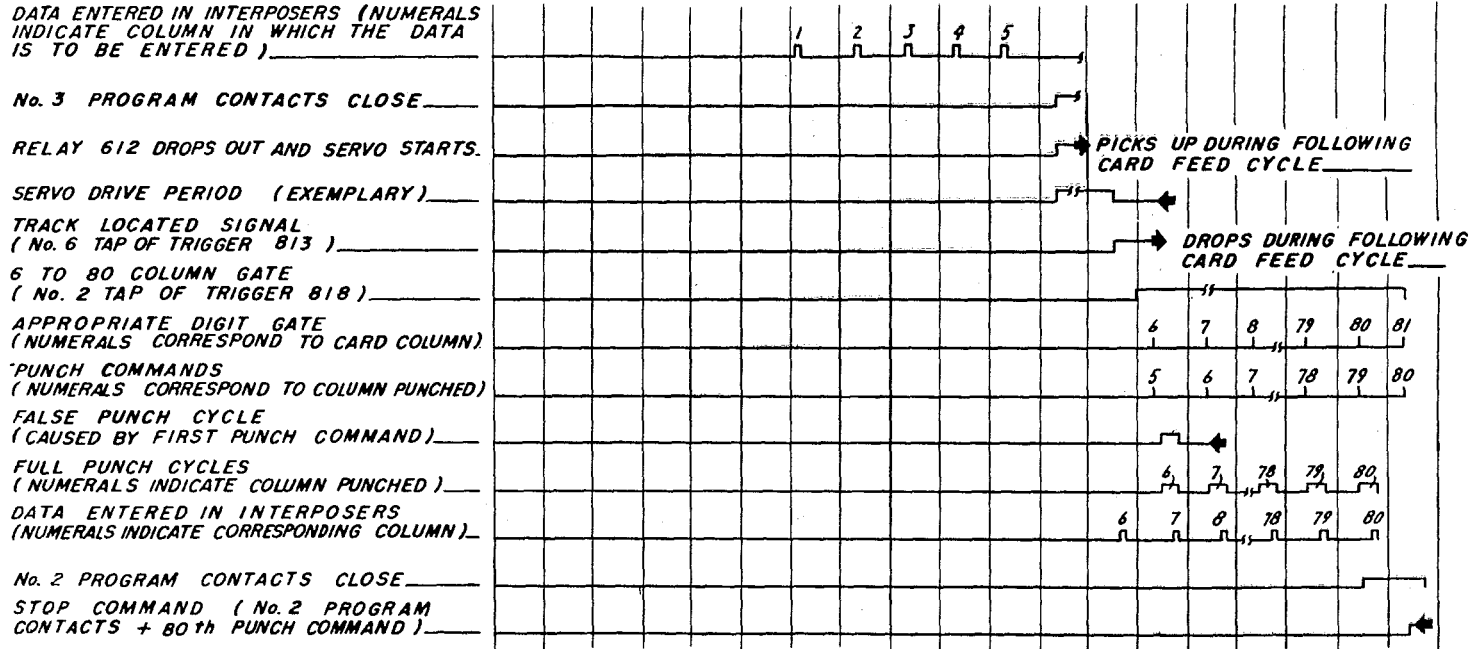 DATA ENTERED IN INTERPOSERS (NUMERALS
INDICATE COLUMN IN WHICH THE DATA
IS TO BE ENTERED)
1 2 3 4 5
No. 3 PROGRAM CONTACTS CLOSE
RELAY 612 DROPS OUT AND SERVO STARTS
PICKS UP DURING FOLLOWING
CARD FEED CYCLE
SERVO DRIVE PERIOD (EXEMPLARY)
TRACK LOCATED SIGNAL
(No. 6 TAP OF TRIGGER 813)
DROPS DURING FOLLOWING
CARD FEED CYCLE
6 TO 80 COLUMN GATE
(No. 2 TAP OF TRIGGER 818)
APPROPRIATE DIGIT GATE
(NUMERALS CORRESPOND TO CARD COLUMN)
6 7 8 79 80 81
PUNCH COMMANDS
(NUMERALS CORRESPOND TO COLUMN PUNCHED)
5 6 7 78 79 80
FALSE PUNCH CYCLE
(CAUSED BY FIRST PUNCH COMMAND)
FULL PUNCH CYCLES
(NUMERALS INDICATE COLUMN PUNCHED)
6 7 78 79 80
DATA ENTERED IN INTERPOSERS
(NUMERALS INDICATE CORRESPONDING COLUMN)
6 7 8 78 79 80
No. 2 PROGRAM CONTACTS CLOSE
STOP COMMAND (No. 2 PROGRAM
CONTACTS + 80th PUNCH COMMAND)